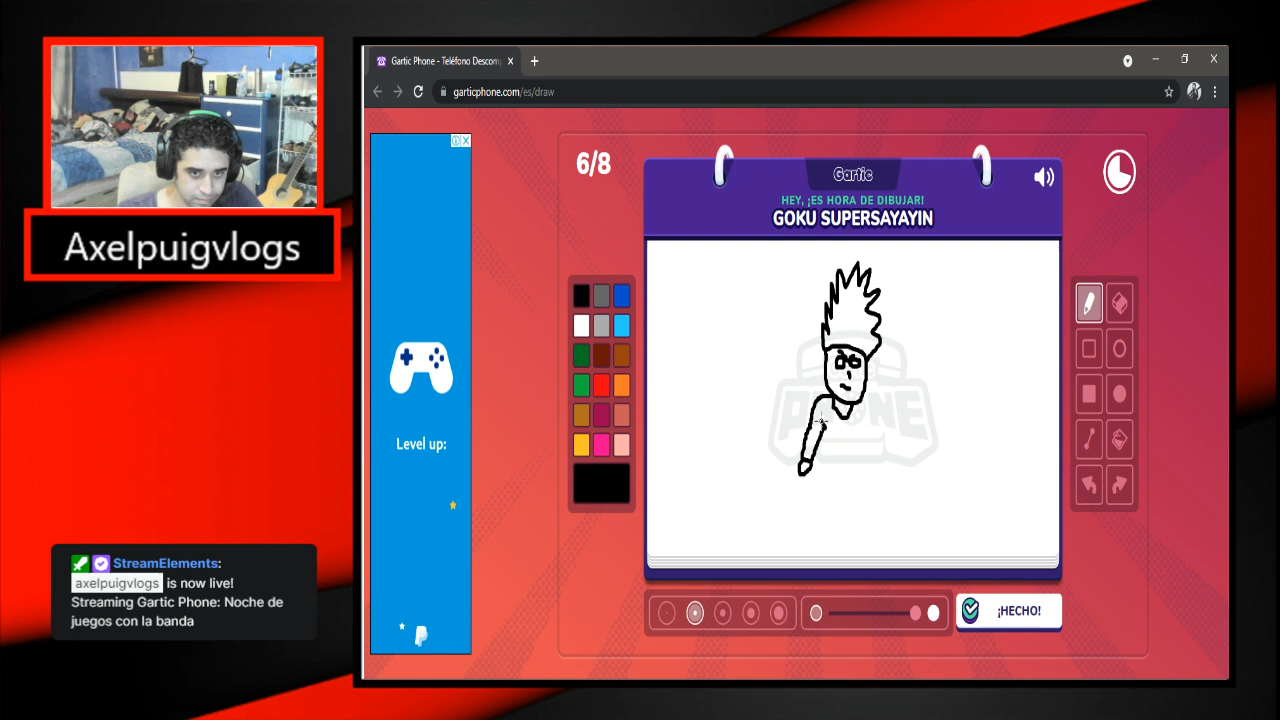 Axelpuigvlogs
StreamElements:
axelpuigvlogs is now live!
Streaming Gartic Phone: Noche de
juegos con la banda
Gartic Phone - Teléfono Descom
garticphone.com/es/draw
Level up:
6/8
Gartic
HEY, ¡ES HORA DE DIBUJAR!
GOKU SUPERSAYAYIN
PHONE
¡HECHO!